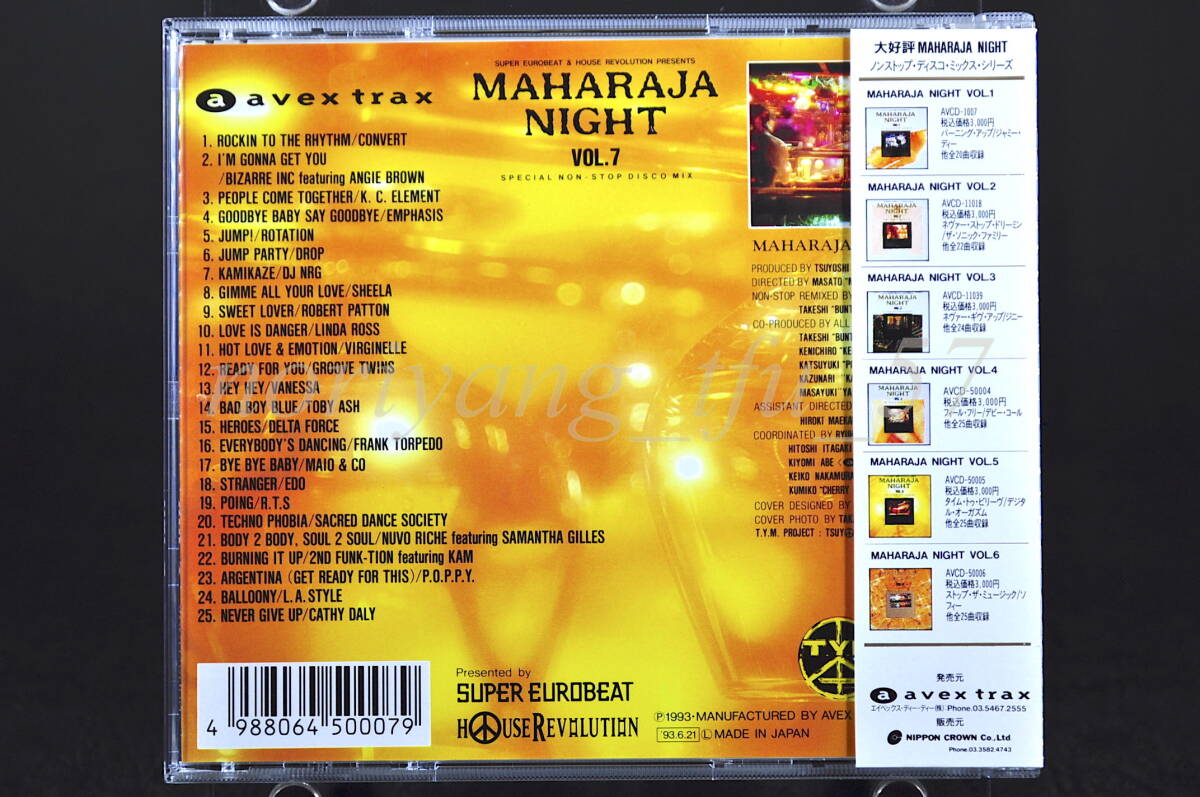 SUPER EUROBEAT & HOUSE REVOLUTION PRESENTS
MAHARAJA
NIGHT
VOL.7
SPECIAL NON-STOP DISCO MIX
a avex trax
1. ROCKIN TO THE RHYTHM/CONVERT
2. I'M GONNA GET YOU
/BIZARRE INC featuring ANGIE BROWN
3. PEOPLE COME TOGETHER/K. C. ELEMENT
4. GOODBYE BABY SAY GOODBYE/EMPHASIS
5. JUMP!/ROTATION
6. JUMP PARTY/DROP
7. KAMIKAZE/DJ NRG
8. GIMME ALL YOUR LOVE/SHEELA
9. SWEET LOVER/ROBERT PATTON
10. LOVE IS DANGER/LINDA ROSS
11. HOT LOVE & EMOTION/VIRGINELLE
12. READY FOR YOU/GROOVE TWINS
13. HEY HEY/VANESSA
14. BAD BOY BLUE/TOBY ASH
15. HEROES/DELTA FORCE
16. EVERYBODY'S DANCING/FRANK TORPEDO
17. BYE BYE BABY/MAIO & CO
18. STRANGER/EDO
19. POING/R.T.S
20. TECHNO PHOBIA/SACRED DANCE SOCIETY
21. BODY 2 BODY, SOUL 2 SOUL/NUVO RICHE featuring SAMANTHA GILLES
22. BURNING IT UP/2ND FUNK-TION featuring KAM
23. ARGENTINA (GET READY FOR THIS)/P.O.P.P.Y.
24. BALLOONY/L.A.STYLE
25. NEVER GIVE UP/CATHY DALY
MAHARAJA
PRODUCED BY TSUYOSHI
DIRECTED BY MASATO
NON-STOP REMIXED BY
TAKESHI "BUNT
CO-PRODUCED BY ALL
TAKESHI "BUNT
KENICHIRO "KE
KATSUYUKI
KAZUNARI
MASAYUKI
ASSISTANT DIRECTED
HIROKI MAEKA
COORDINATED BY RYUH
HITOSHI ITAGAKI
KIYOMI ABE
KEIKO NAKAMURA
KUMIKO "CHERRY
COVER DESIGNED BY
COVER PHOTO BY TAK
T.Y.M. PROJECT : TSUY
4 988064 500079
Presented by
SUPER EUROBEAT
HOUSE REVOLUTION
Ⓟ1993・MANUFACTURED BY AVEX
'93.6.21 Ⓛ MADE IN JAPAN
大好評 MAHARAJA NIGHT
ノンストップ・ディスコ・ミックス・シリーズ
MAHARAJA NIGHT VOL.1
AVCD-1007
税込価格3,000円
バーニング・アップ/ジャミー・
ディー
他全20曲収録
MAHARAJA NIGHT VOL.2
AVCD-11018
税込価格3,000円
ネヴァー・ストップ・ドリーミン
/ザ・ソニック・ファミリー
他全22曲収録
MAHARAJA NIGHT VOL.3
AVCD-11039
税込価格3,000円
ネヴァー・ギヴ・アップ/ジニー
他全24曲収録
MAHARAJA NIGHT VOL.4
AVCD-50004
税込価格3,000円
フィール・フリー/デビー・コール
他全25曲収録
MAHARAJA NIGHT VOL.5
AVCD-50005
税込価格3,000円
タイム・トゥ・ビリーヴ/デジタ
ル・オーガズム
他全25曲収録
MAHARAJA NIGHT VOL.6
AVCD-50006
税込価格3,000円
ストップ・ザ・ミュージック/ソ
フィー
他全25曲収録
発売元
a avex trax
エイベックス・ディー・ディー(株) Phone.03.5467.2555
販売元
NIPPON CROWN Co.,Ltd
Phone.03.3582.4743